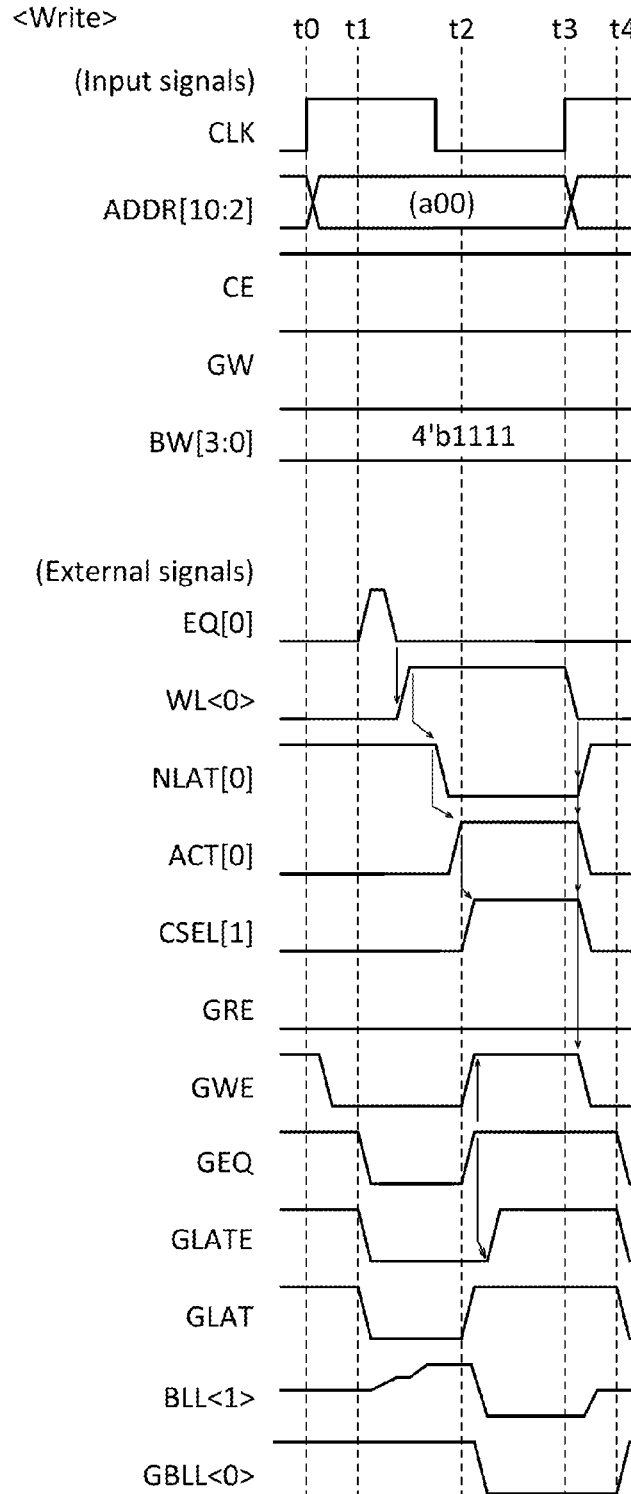 <Write>
t0 t1 t2 t3 t4
(Input signals)
CLK
ADDR[10:2] (a00)
CE
GW
BW[3:0] 4'b1111
(External signals)
EQ[0]
WL<0>
NLAT[0]
ACT[0]
CSEL[1]
GRE
GWE
GEQ
GLATE
GLAT
BLL<1>
GBLL<0>